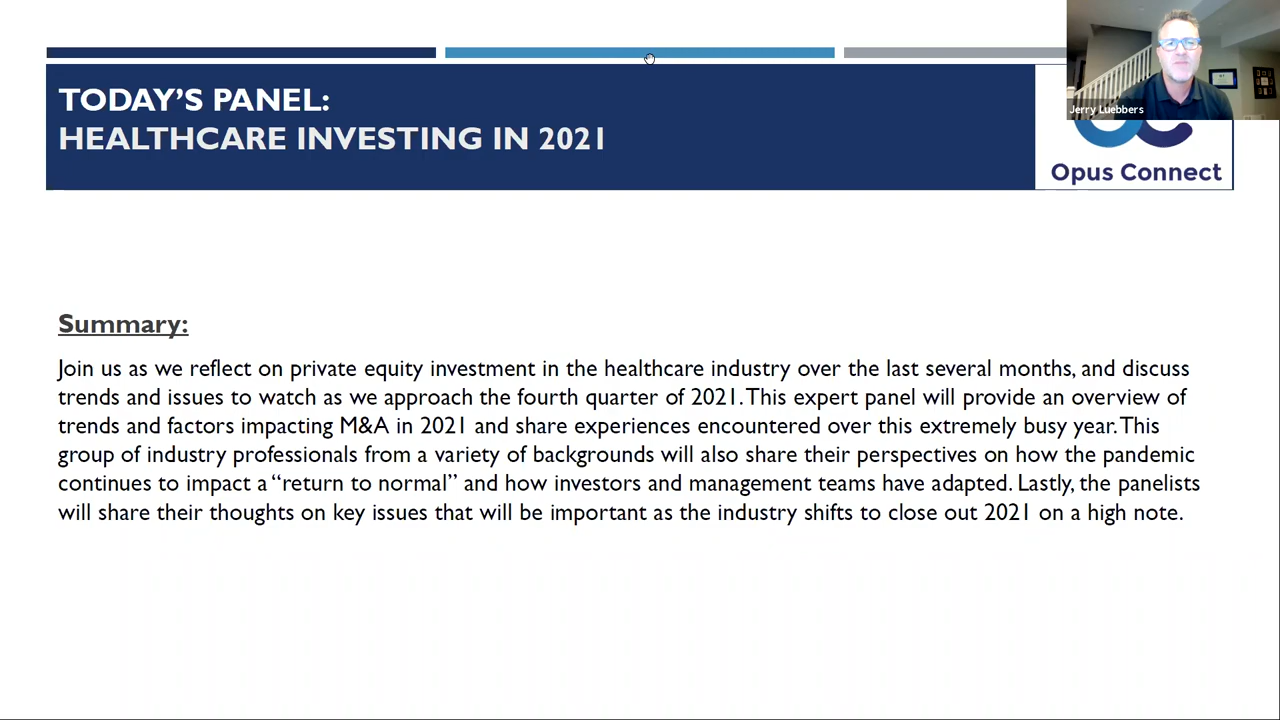 TODAY’S PANEL:
HEALTHCARE INVESTING IN 2021
Jerry Luebbers
Opus Connect
Summary:
Join us as we reflect on private equity investment in the healthcare industry over the last several months, and discuss
trends and issues to watch as we approach the fourth quarter of 2021. This expert panel will provide an overview of
trends and factors impacting M&A in 2021 and share experiences encountered over this extremely busy year. This
group of industry professionals from a variety of backgrounds will also share their perspectives on how the pandemic
continues to impact a “return to normal” and how investors and management teams have adapted. Lastly, the panelists
will share their thoughts on key issues that will be important as the industry shifts to close out 2021 on a high note.